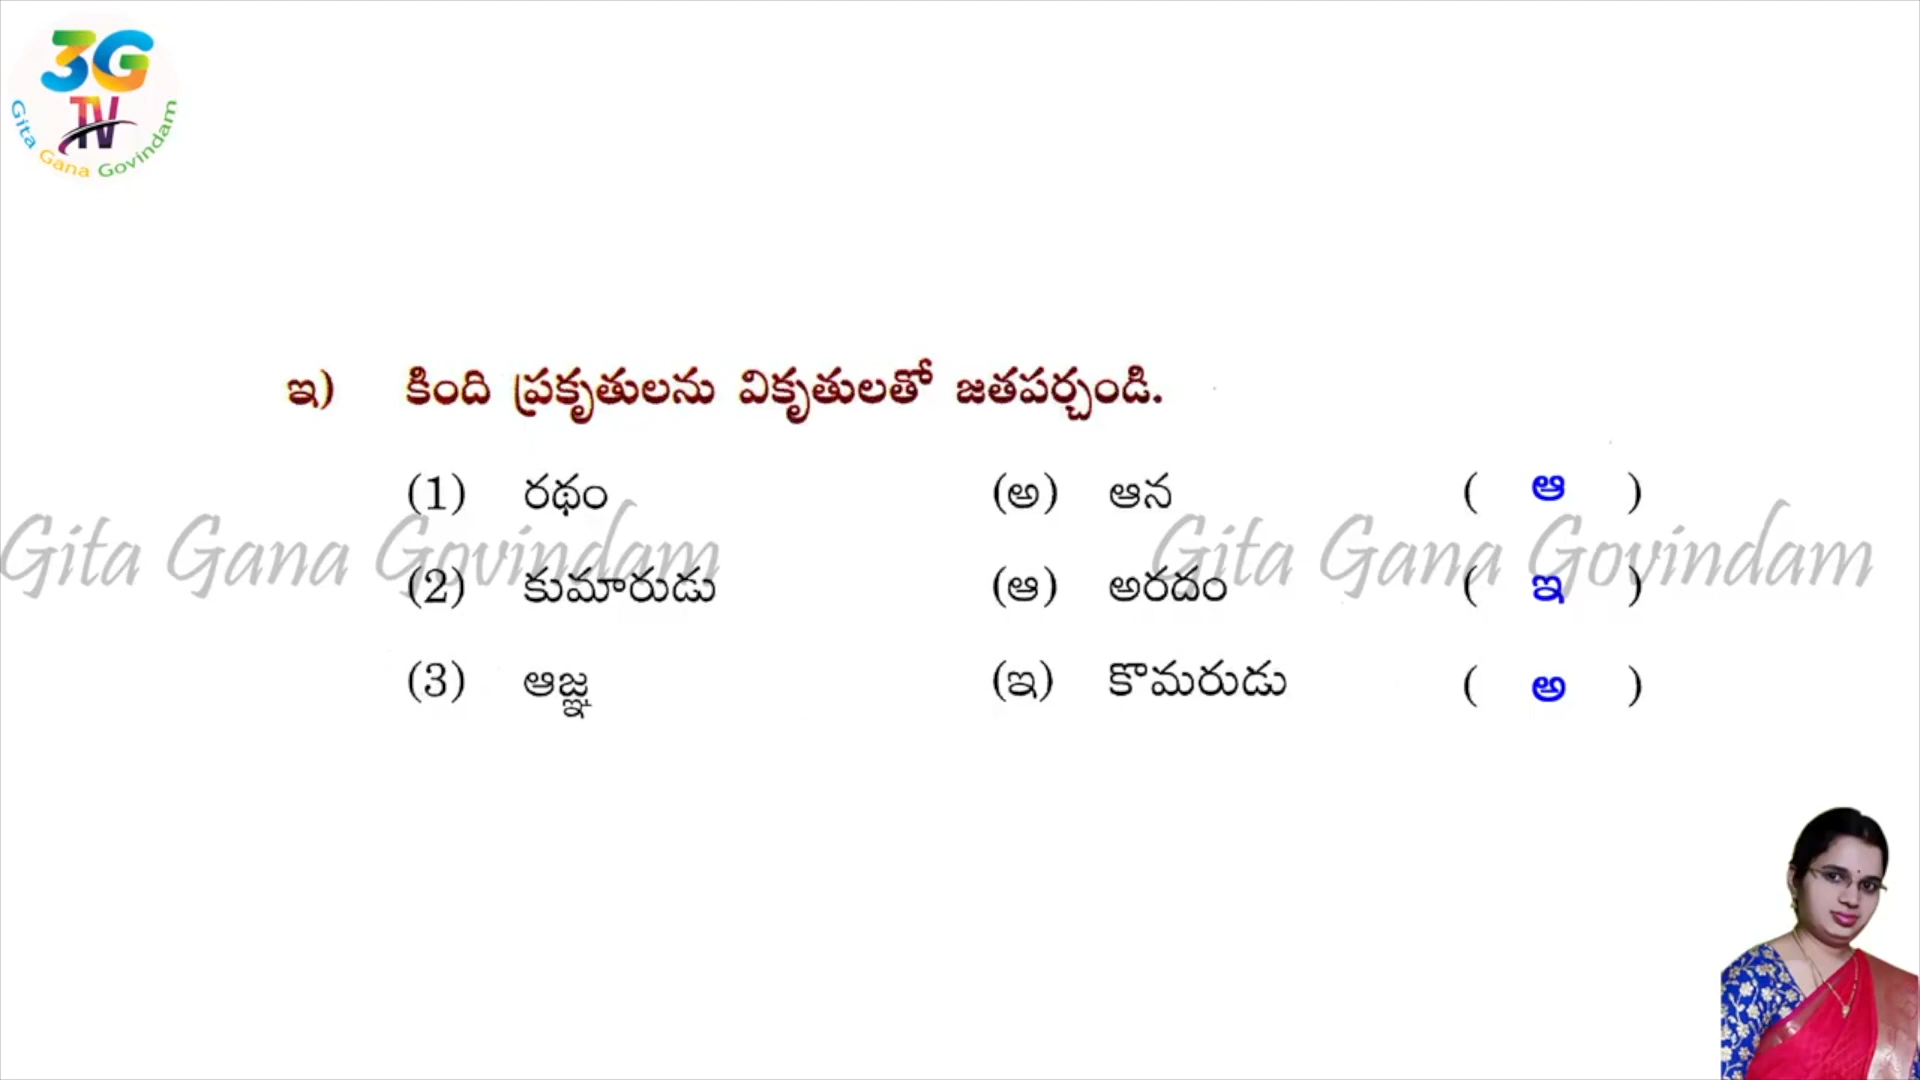 3G
TV
Gita Gana Govindam
ఇ) కింది ప్రకృతులను వికృతులతో జతపర్చండి.
(1) రథం (అ) ఆన ( ఆ )
Gita Gana Govindam Gita Gana Govindam
(2) కుమారుడు (ఆ) అరదం ( ఇ )
(3) ఆజ్ఞ (ఇ) కొమరుడు ( అ )